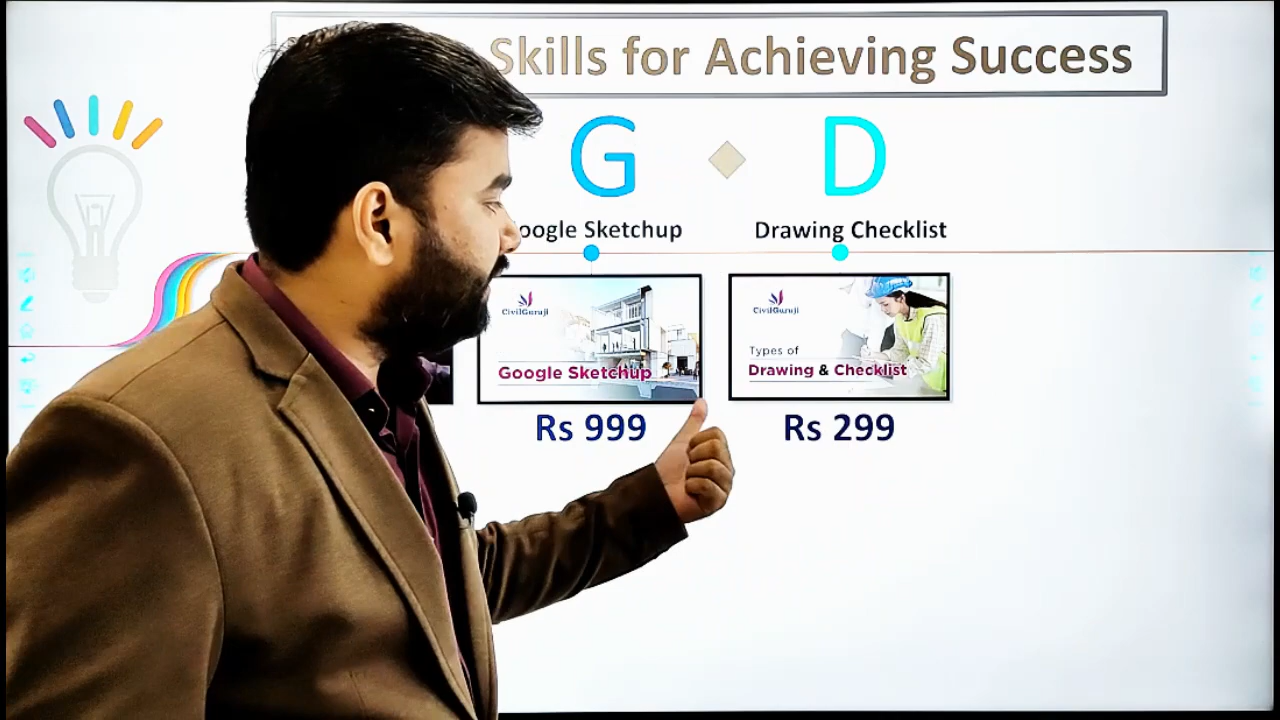 Skills for Achieving Success
G D
Google Sketchup
Drawing Checklist
CivilGuruji
Google Sketchup
Rs 999
CivilGuruji
Types of
Drawing & Checklist
Rs 299